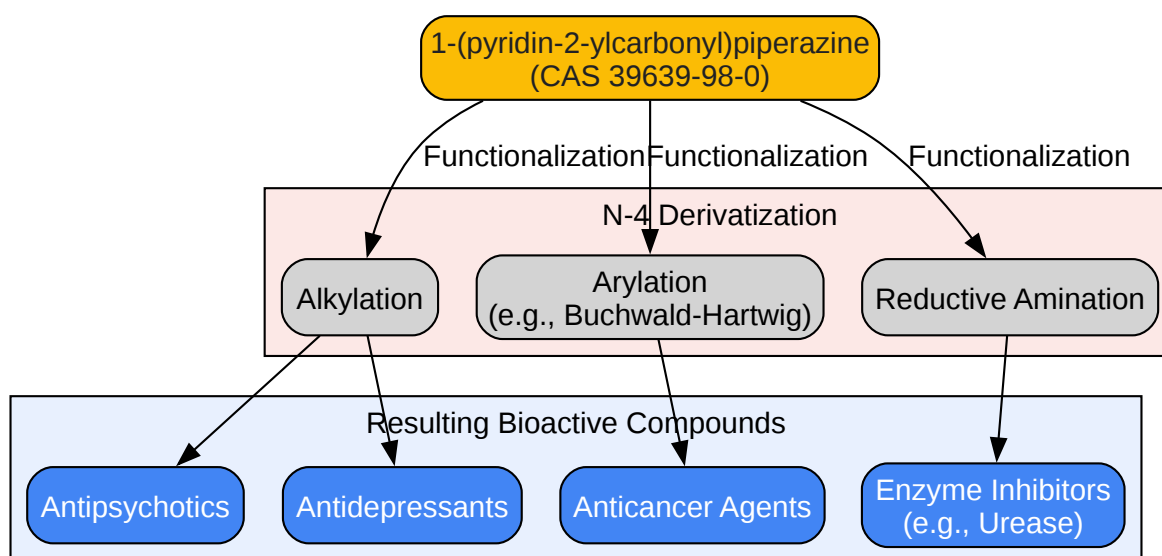 1-(pyridin-2-ylcarbonyl)piperazine
(CAS 39639-98-0)
Functionalization
Functionalization
Functionalization
N-4 Derivatization
Alkylation
Arylation
(e.g., Buchwald-Hartwig)
Reductive Amination
Resulting Bioactive Compounds
Antipsychotics
Antidepressants
Anticancer Agents
Enzyme Inhibitors
(e.g., Urease)